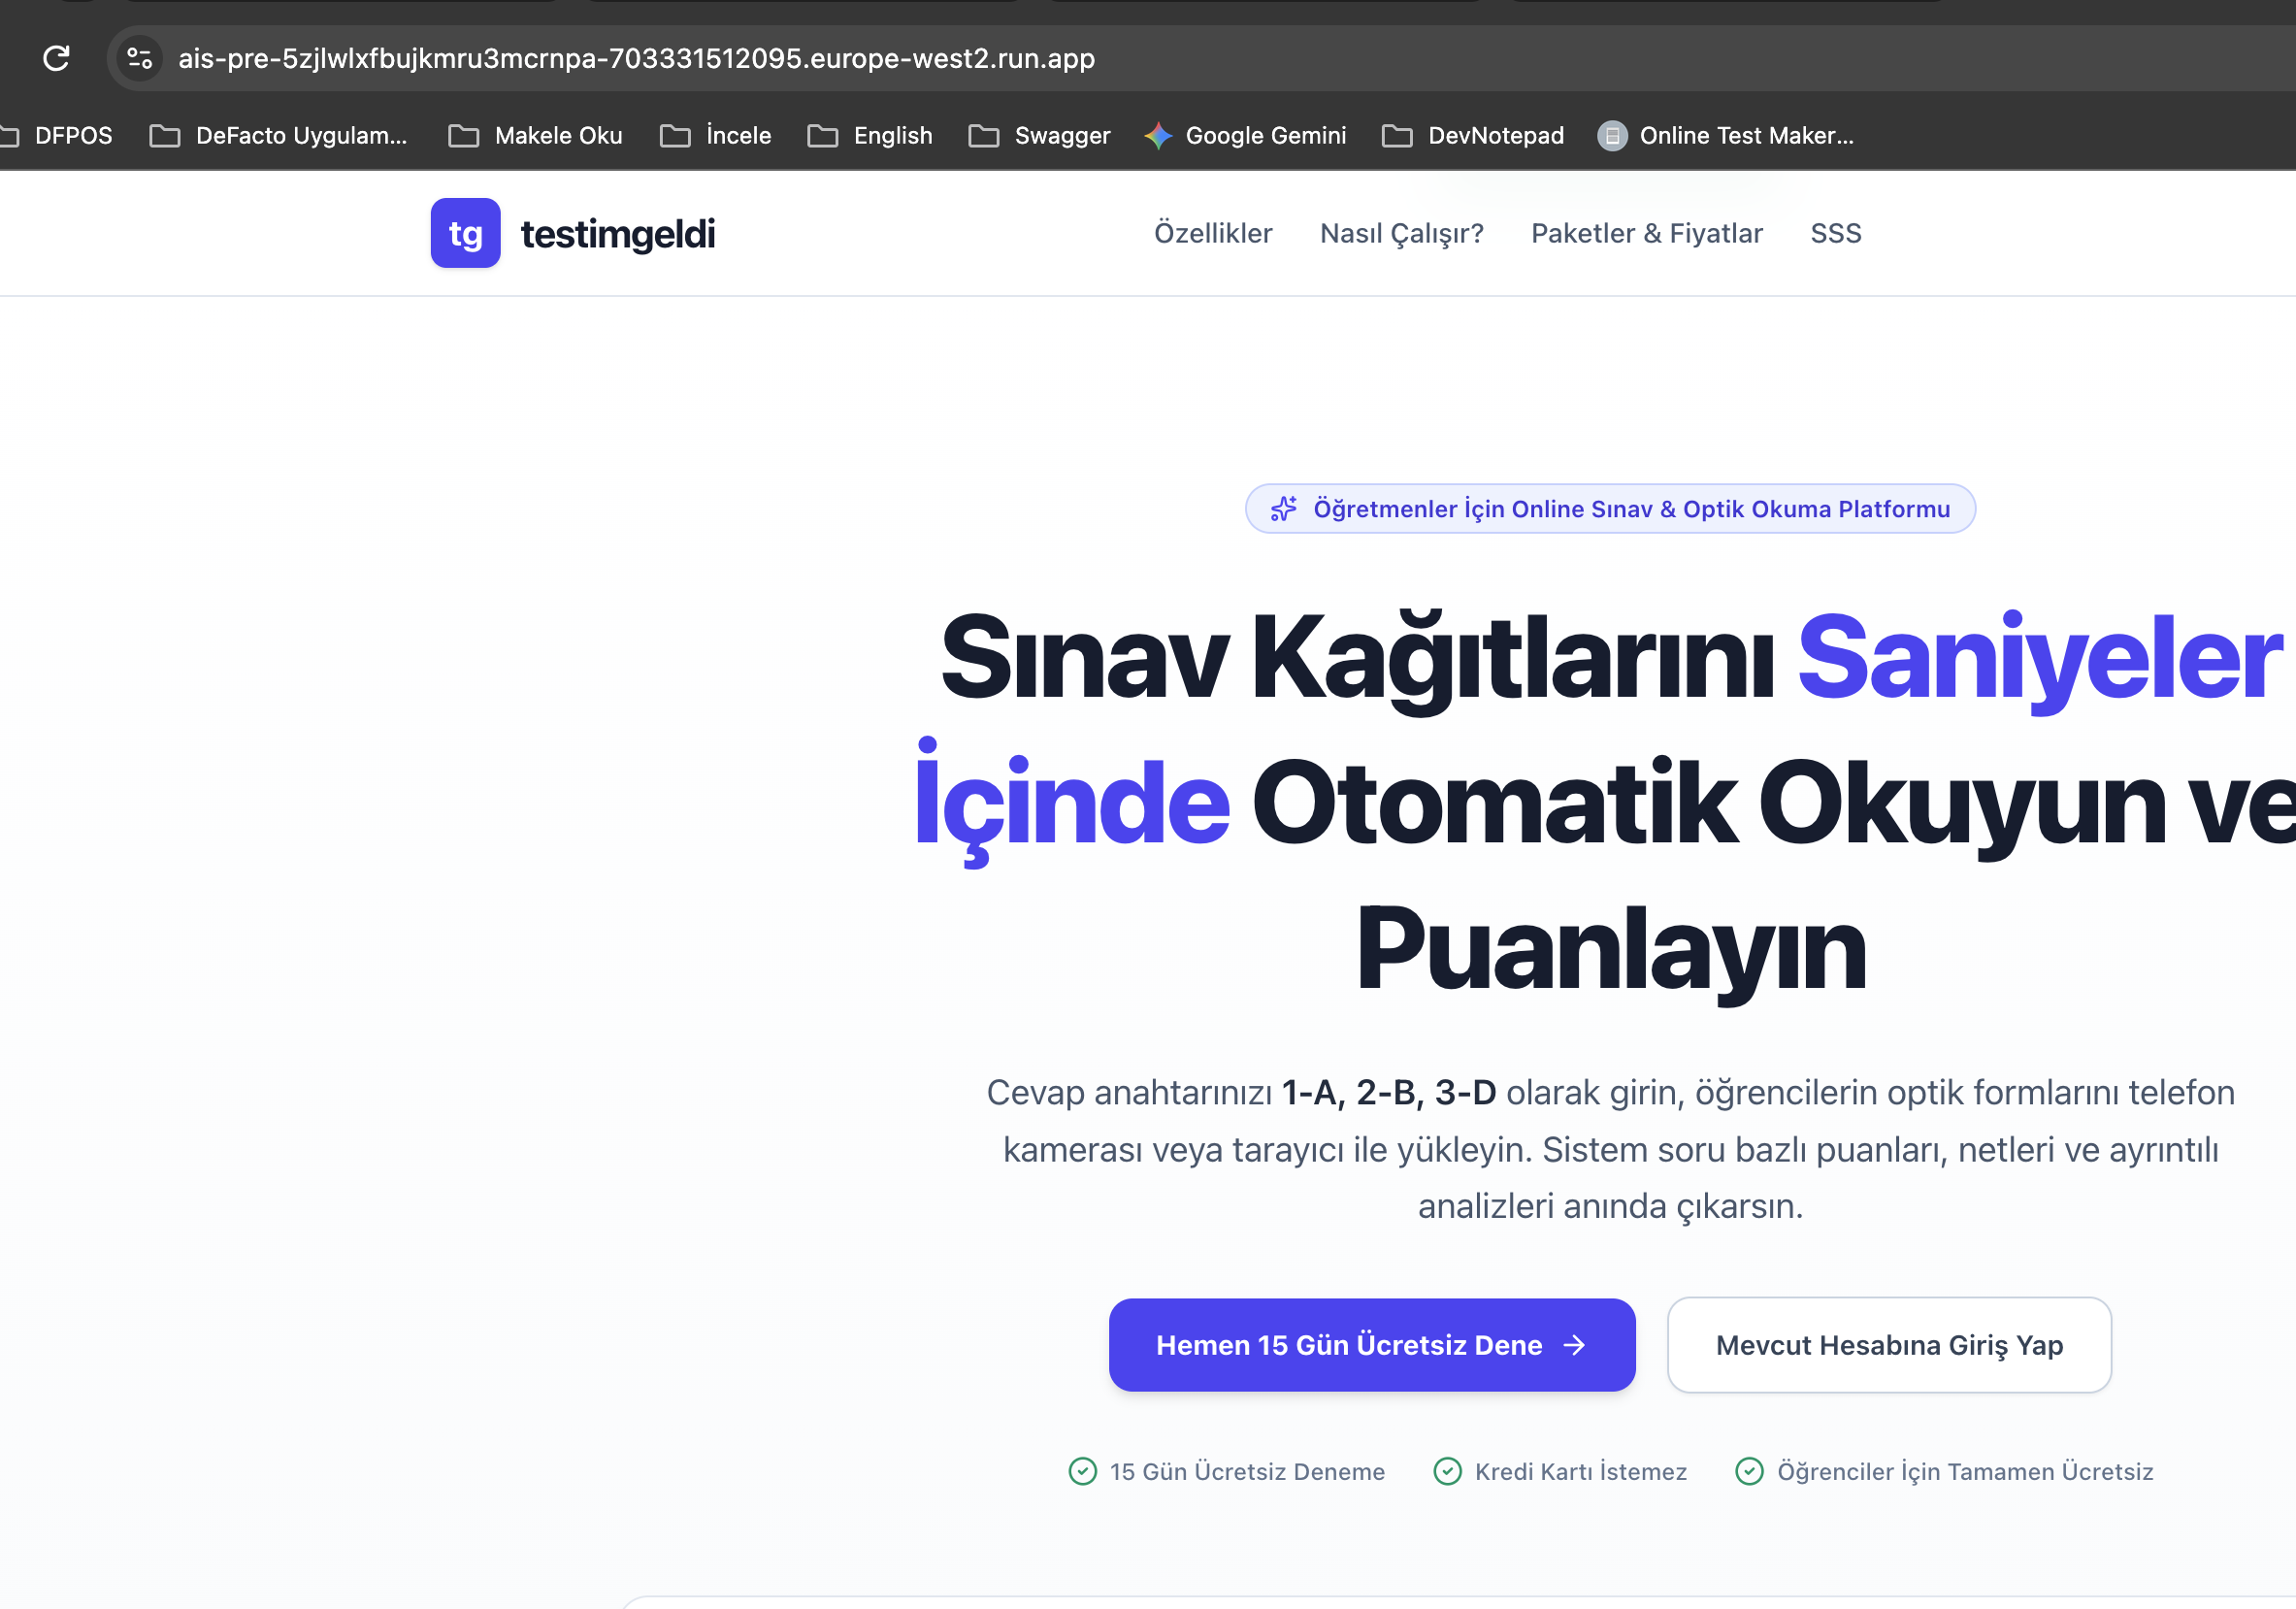 ais-pre-5zjlwlxfbujkmru3mcrnpa-703331512095.europe-west2.run.app
DFPOS DeFacto Uygulam... Makele Oku İncele English Swagger Google Gemini DevNotepad Online Test Maker...
tg testimgeldi Özellikler Nasıl Çalışır? Paketler & Fiyatlar SSS
Öğretmenler İçin Online Sınav & Optik Okuma Platformu
Sınav Kağıtlarını Saniyeler
İçinde Otomatik Okuyun ve
Puanlayın
Cevap anahtarınızı 1-A, 2-B, 3-D olarak girin, öğrencilerin optik formlarını telefon
kamerası veya tarayıcı ile yükleyin. Sistem soru bazlı puanları, netleri ve ayrıntılı
analizleri anında çıkarsın.
Hemen 15 Gün Ücretsiz Dene → Mevcut Hesabına Giriş Yap
15 Gün Ücretsiz Deneme Kredi Kartı İstemez Öğrenciler İçin Tamamen Ücretsiz